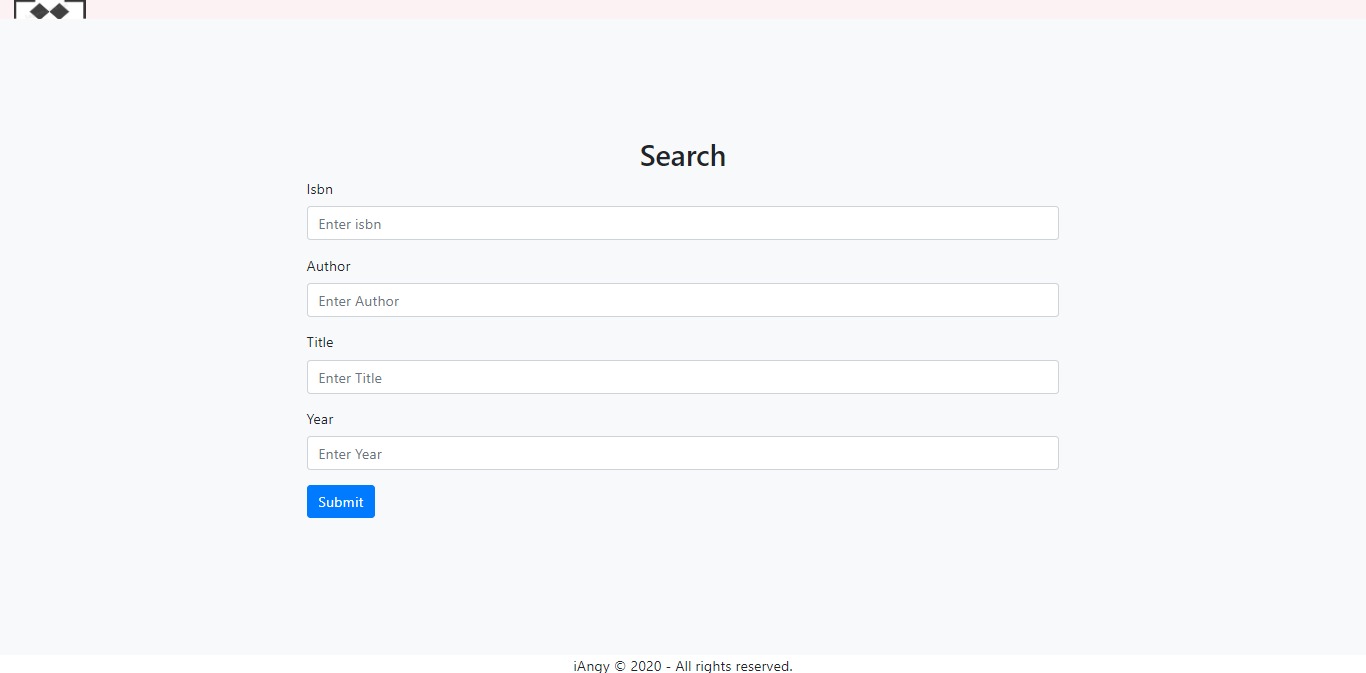 Search
Isbn
Enter isbn
Author
Enter Author
Title
Enter Title
Year
Enter Year
Submit
iAngy © 2020 - All rights reserved.